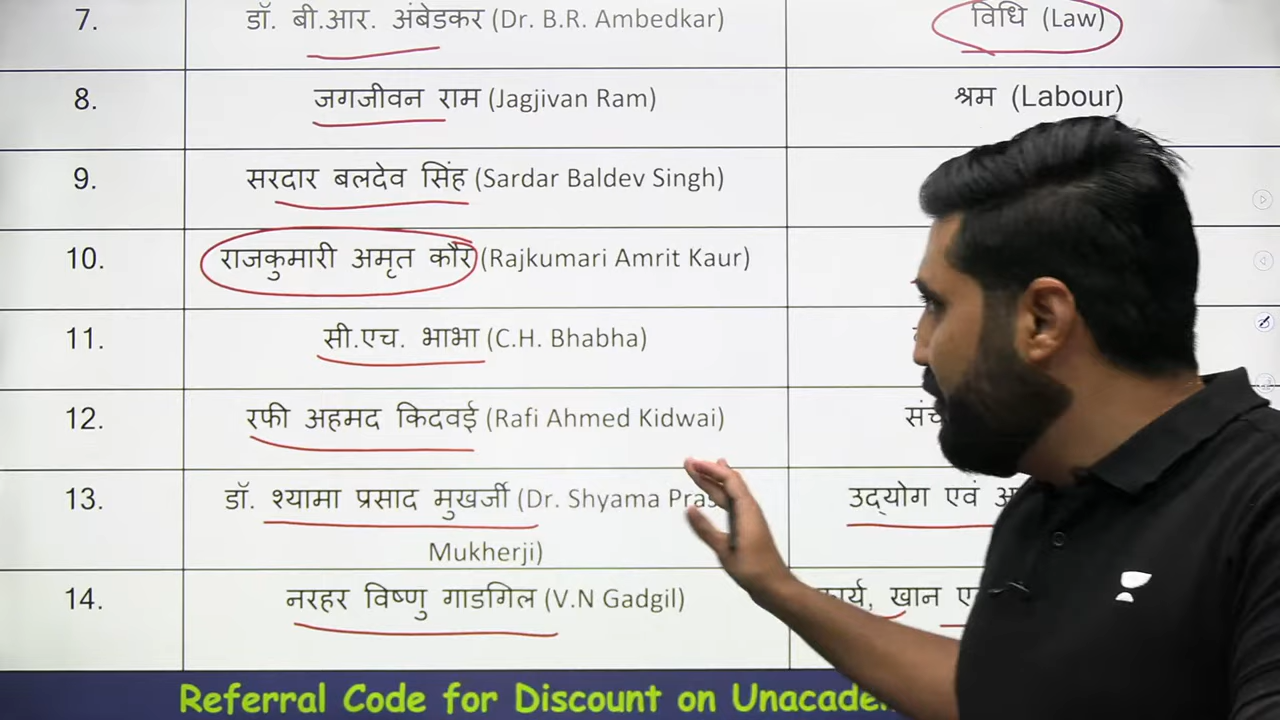 7. डॉ. बी.आर. अंबेडकर (Dr. B.R. Ambedkar) विधि (Law)
8. जगजीवन राम (Jagjivan Ram) श्रम (Labour)
9. सरदार बलदेव सिंह (Sardar Baldev Singh)
10. राजकुमारी अमृत कौर (Rajkumari Amrit Kaur)
11. सी.एच. भाभा (C.H. Bhabha)
12. रफी अहमद किदवई (Rafi Ahmed Kidwai)
13. डॉ. श्यामा प्रसाद मुखर्जी (Dr. Shyama उद्योग एवं
Mukherji)
14. नरहर विष्णु गाडगिल (V.N Gadgil) खान
Referral Code for Discount on